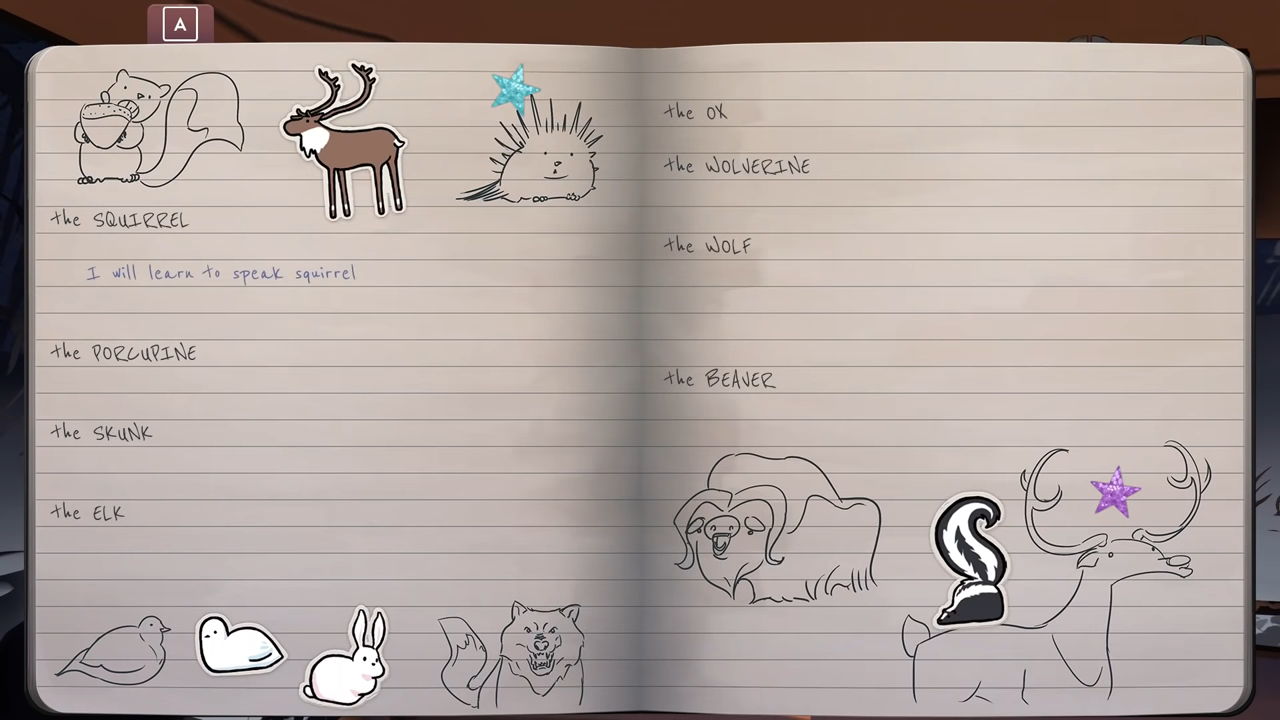 A
the SQUIRREL
I will learn to speak squirrel
the PORCUPINE
the SKUNK
the ELK
the OX
the WOLVERINE
the WOLF
the BEAVER